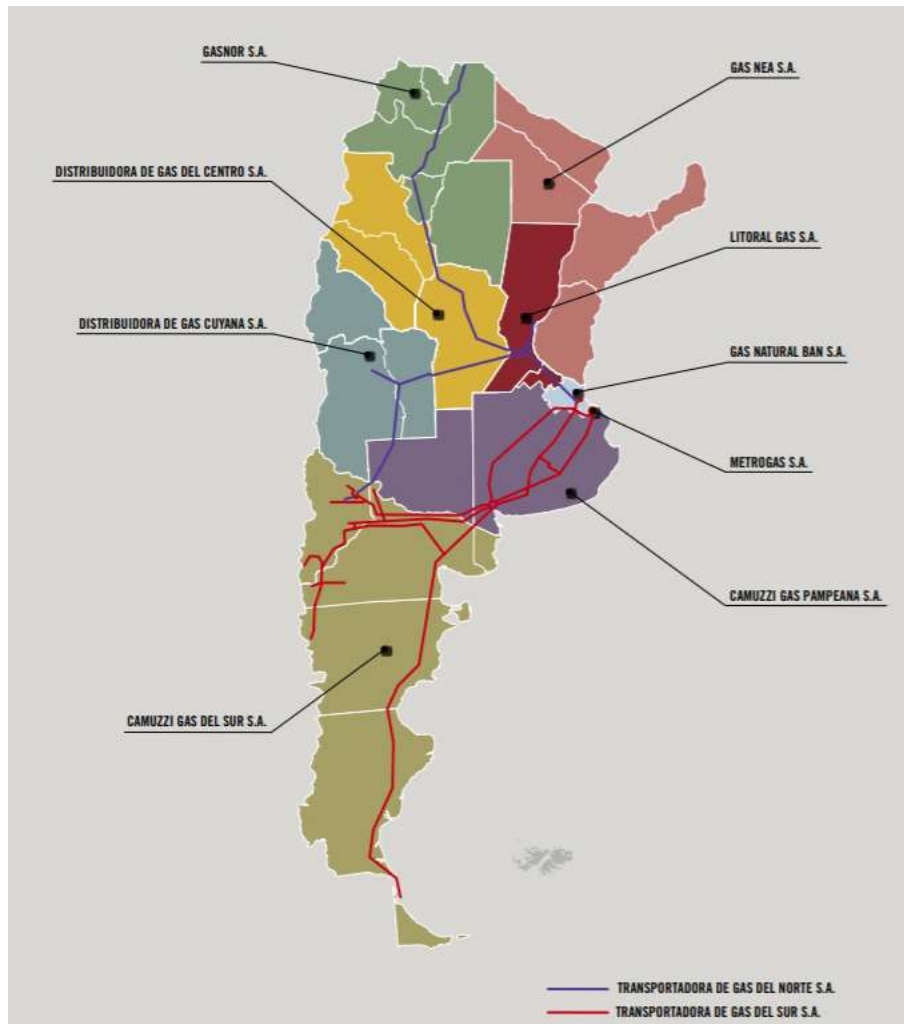 GASNOR S.A.
GAS NEA S.A.
DISTRIBUIDORA DE GAS DEL CENTRO S.A.
LITORAL GAS S.A.
DISTRIBUIDORA DE GAS CUYANA S.A.
GAS NATURAL BAN S.A.
METROGAS S.A.
CAMUZZI GAS PAMPEANA S.A.
CAMUZZI GAS DEL SUR S.A.
TRANSPORTADORA DE GAS DEL NORTE S.A.
TRANSPORTADORA DE GAS DEL SUR S.A.